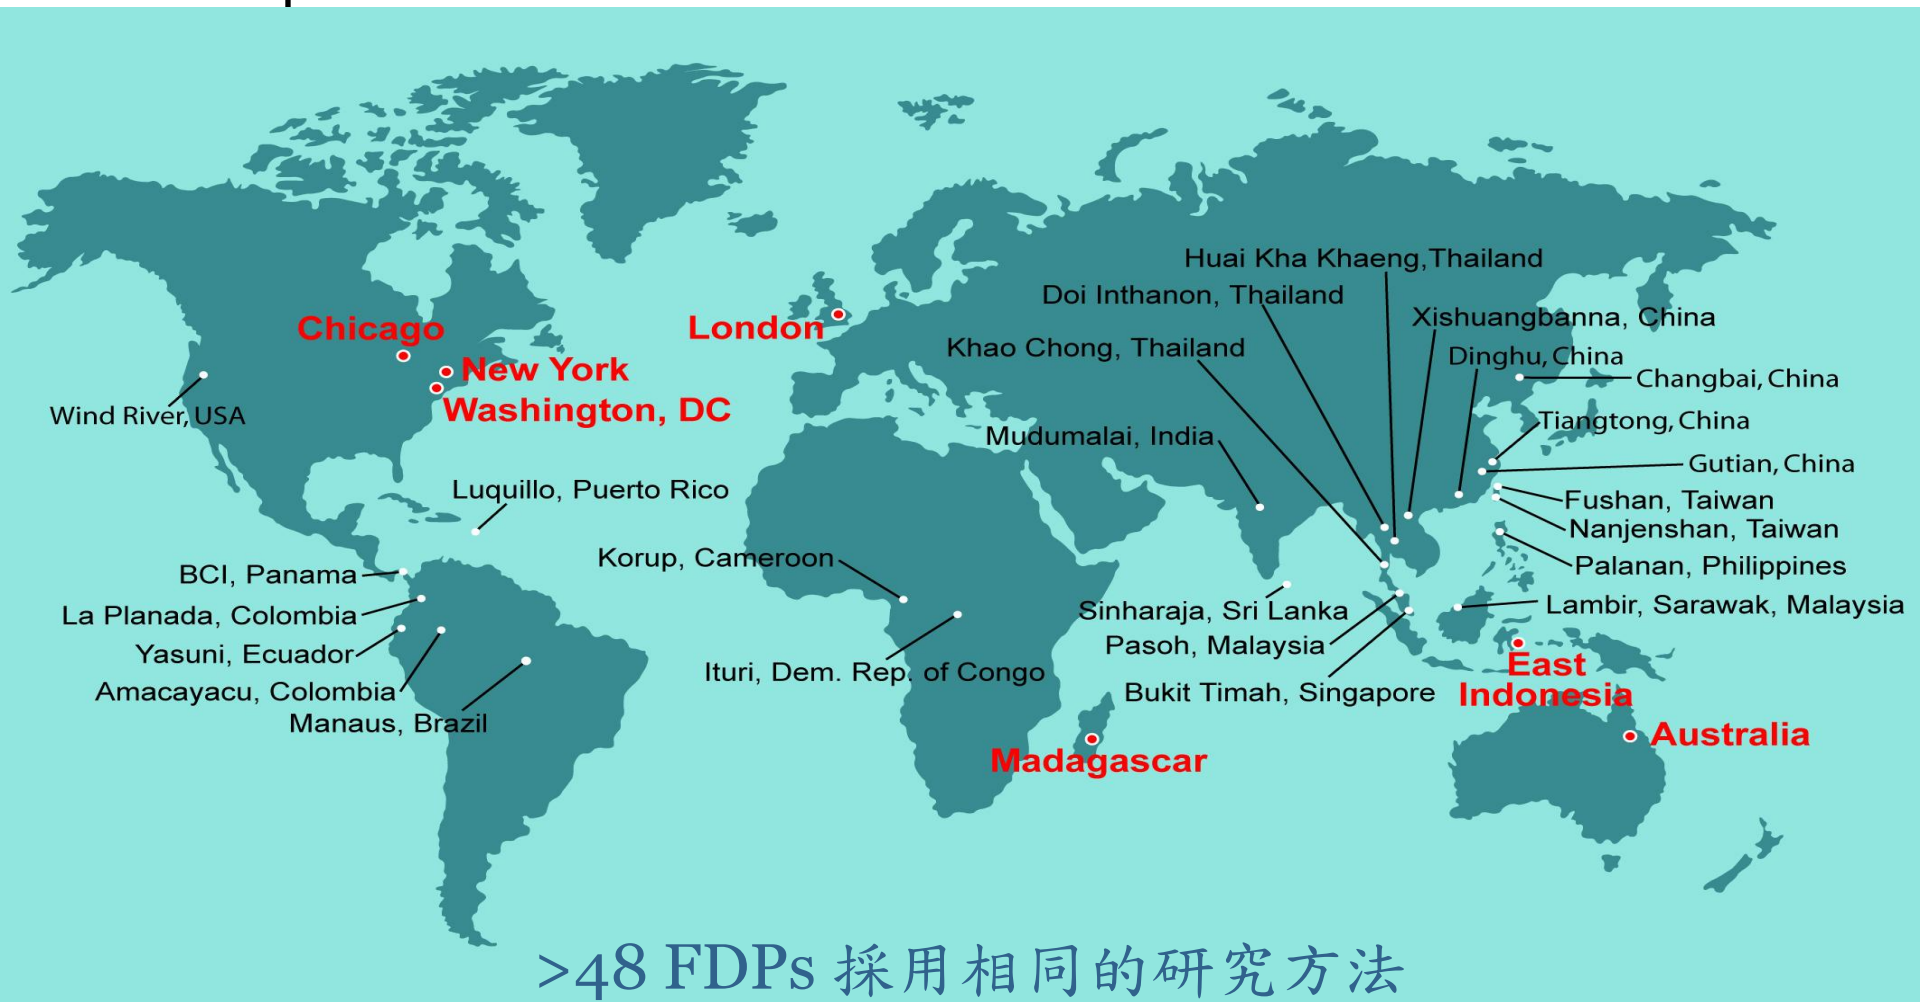 Huai Kha Khaeng,Thailand
Doi Inthanon, Thailand
Xishuangbanna, China
Chicago
London
Khao Chong, Thailand
Dinghu, China
New York
Changbai, China
Wind River, USA
Washington, DC
Tiangtong, China
Mudumalai, India
Gutian, China
Luquillo, Puerto Rico
Fushan, Taiwan
Nanjenshan, Taiwan
Korup, Cameroon
Palanan, Philippines
BCI, Panama
Sinharaja, Sri Lanka
Lambir, Sarawak, Malaysia
La Planada, Colombia
Pasoh, Malaysia
Yasuni, Ecuador
Ituri, Dem. Rep. of Congo
East
Indonesia
Amacayacu, Colombia
Bukit Timah, Singapore
Manaus, Brazil
Australia
Madagascar
>48 FDPs 採用相同的研究方法